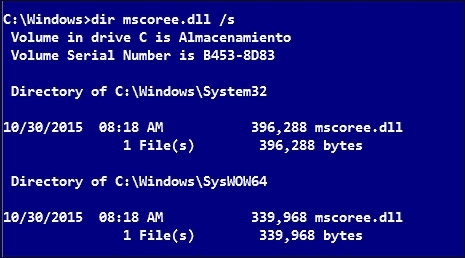 C:\Windows>dir mscoree.dll /s
Volume in drive C is Almacenamiento
Volume Serial Number is B453-8D83
Directory of C:\Windows\System32
10/30/2015 08:18 AM 396,288 mscoree.dll
1 File(s) 396,288 bytes
Directory of C:\Windows\SysWOW64
10/30/2015 08:18 AM 339,968 mscoree.dll
1 File(s) 339,968 bytes